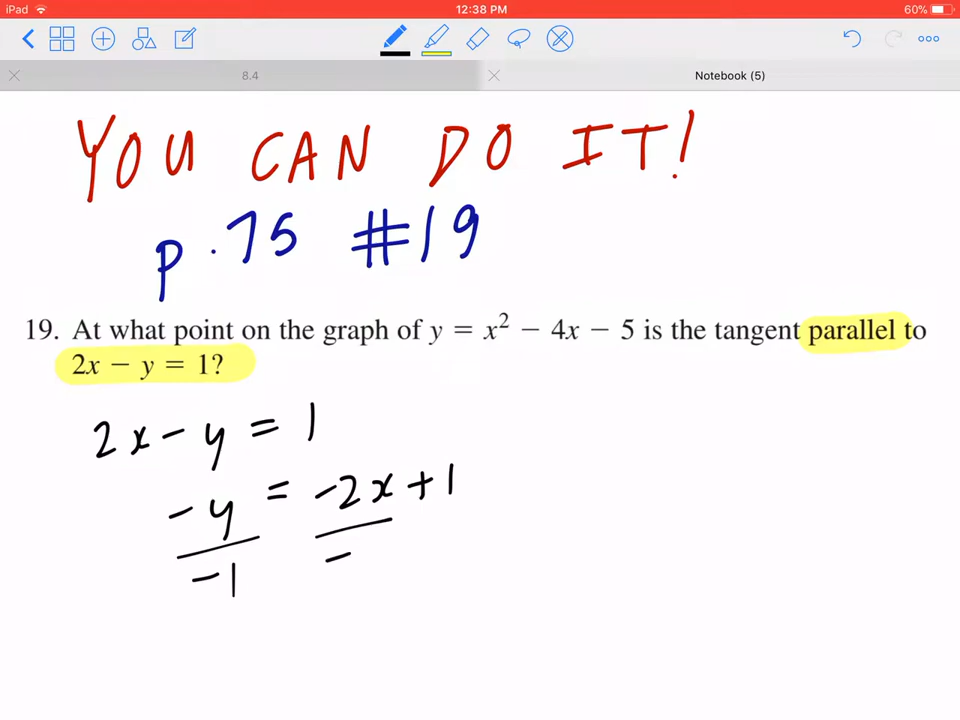 iPad 12:38 PM 60%
8.4 Notebook (5)
YOU CAN DO IT!
p.75 #19
19. At what point on the graph of y = x² − 4x − 5 is the tangent parallel to
2x − y = 1?
2x − y = 1
−y = −2x + 1
−1 −